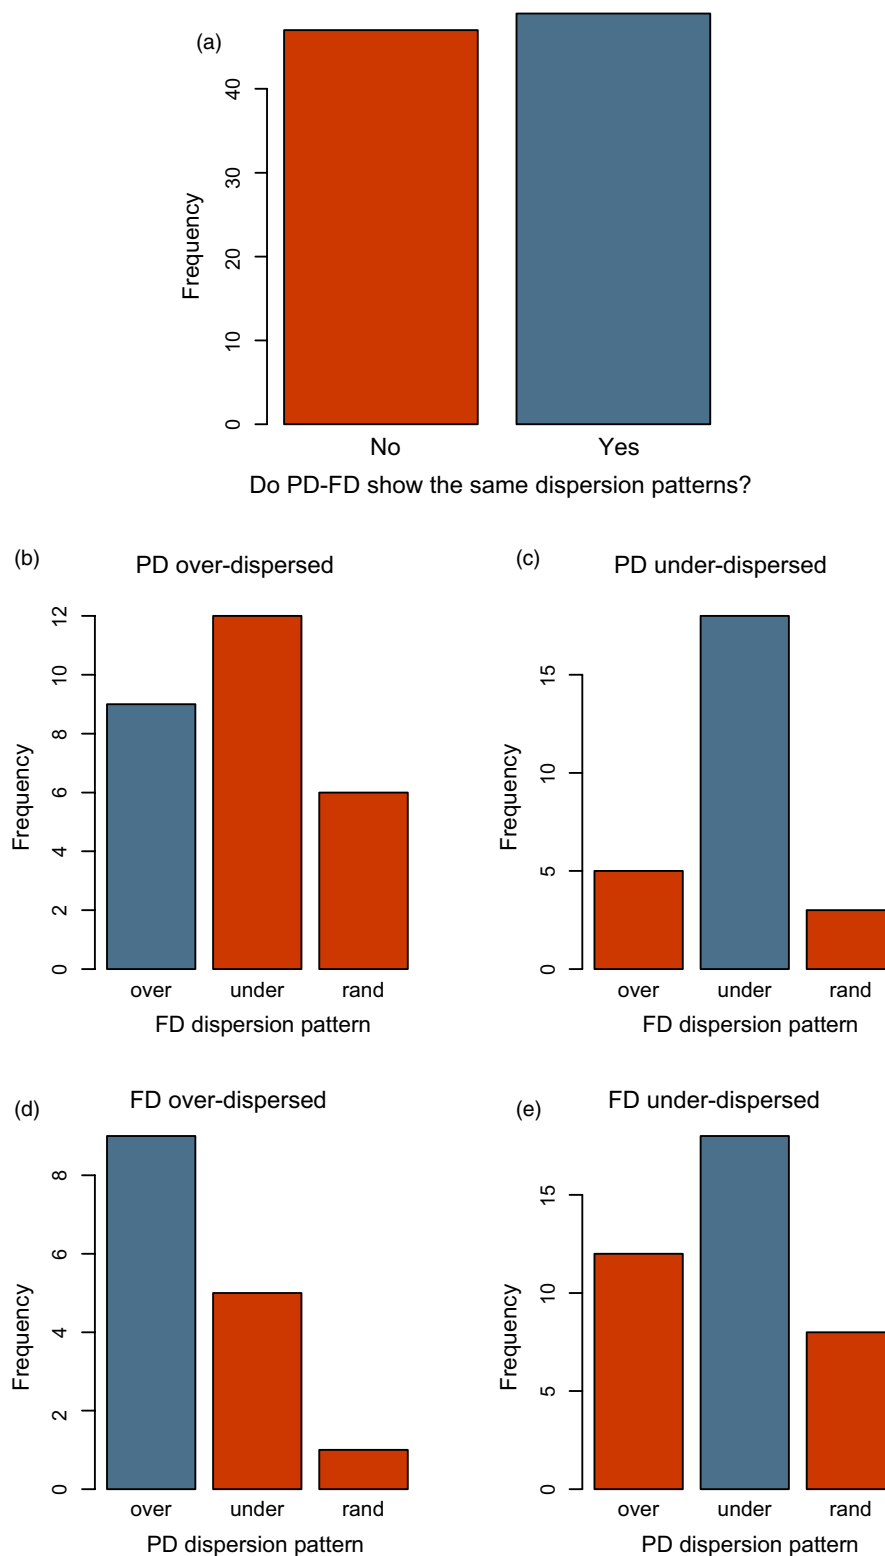 (a)
Frequency
0
10
20
30
40
No Yes
Do PD-FD show the same dispersion patterns?
(b)
PD over-dispersed
Frequency
0
2
4
6
8
10
12
over under rand
FD dispersion pattern
(c)
PD under-dispersed
Frequency
0
5
10
15
over under rand
FD dispersion pattern
(d)
FD over-dispersed
Frequency
0
2
4
6
8
over under rand
PD dispersion pattern
(e)
FD under-dispersed
Frequency
0
5
10
15
over under rand
PD dispersion pattern